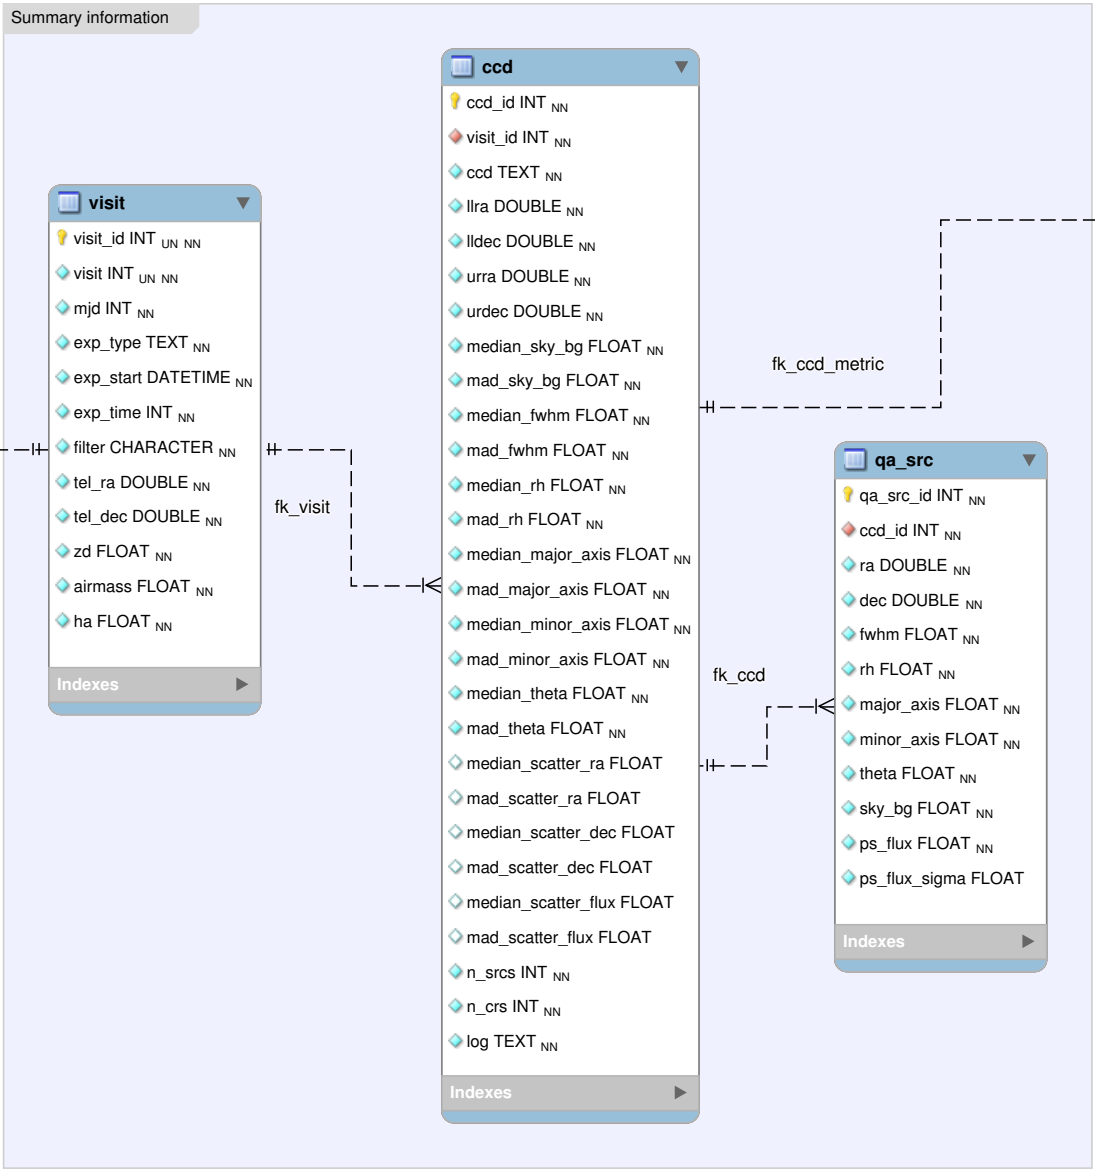 Summary information
visit
visit_id INT UN NN
visit INT UN NN
mjd INT NN
exp_type TEXT NN
exp_start DATETIME NN
exp_time INT NN
filter CHARACTER NN
tel_ra DOUBLE NN
tel_dec DOUBLE NN
zd FLOAT NN
airmass FLOAT NN
ha FLOAT NN
Indexes
fk_visit
ccd
ccd_id INT NN
visit_id INT NN
ccd TEXT NN
llra DOUBLE NN
lldec DOUBLE NN
urra DOUBLE NN
urdec DOUBLE NN
median_sky_bg FLOAT NN
mad_sky_bg FLOAT NN
median_fwhm FLOAT NN
mad_fwhm FLOAT NN
median_rh FLOAT NN
mad_rh FLOAT NN
median_major_axis FLOAT NN
mad_major_axis FLOAT NN
median_minor_axis FLOAT NN
mad_minor_axis FLOAT NN
median_theta FLOAT NN
mad_theta FLOAT NN
median_scatter_ra FLOAT
mad_scatter_ra FLOAT
median_scatter_dec FLOAT
mad_scatter_dec FLOAT
median_scatter_flux FLOAT
mad_scatter_flux FLOAT
n_srcs INT NN
n_crs INT NN
log TEXT NN
Indexes
fk_ccd_metric
fk_ccd
qa_src
qa_src_id INT NN
ccd_id INT NN
ra DOUBLE NN
dec DOUBLE NN
fwhm FLOAT NN
rh FLOAT NN
major_axis FLOAT NN
minor_axis FLOAT NN
theta FLOAT NN
sky_bg FLOAT NN
ps_flux FLOAT NN
ps_flux_sigma FLOAT
Indexes